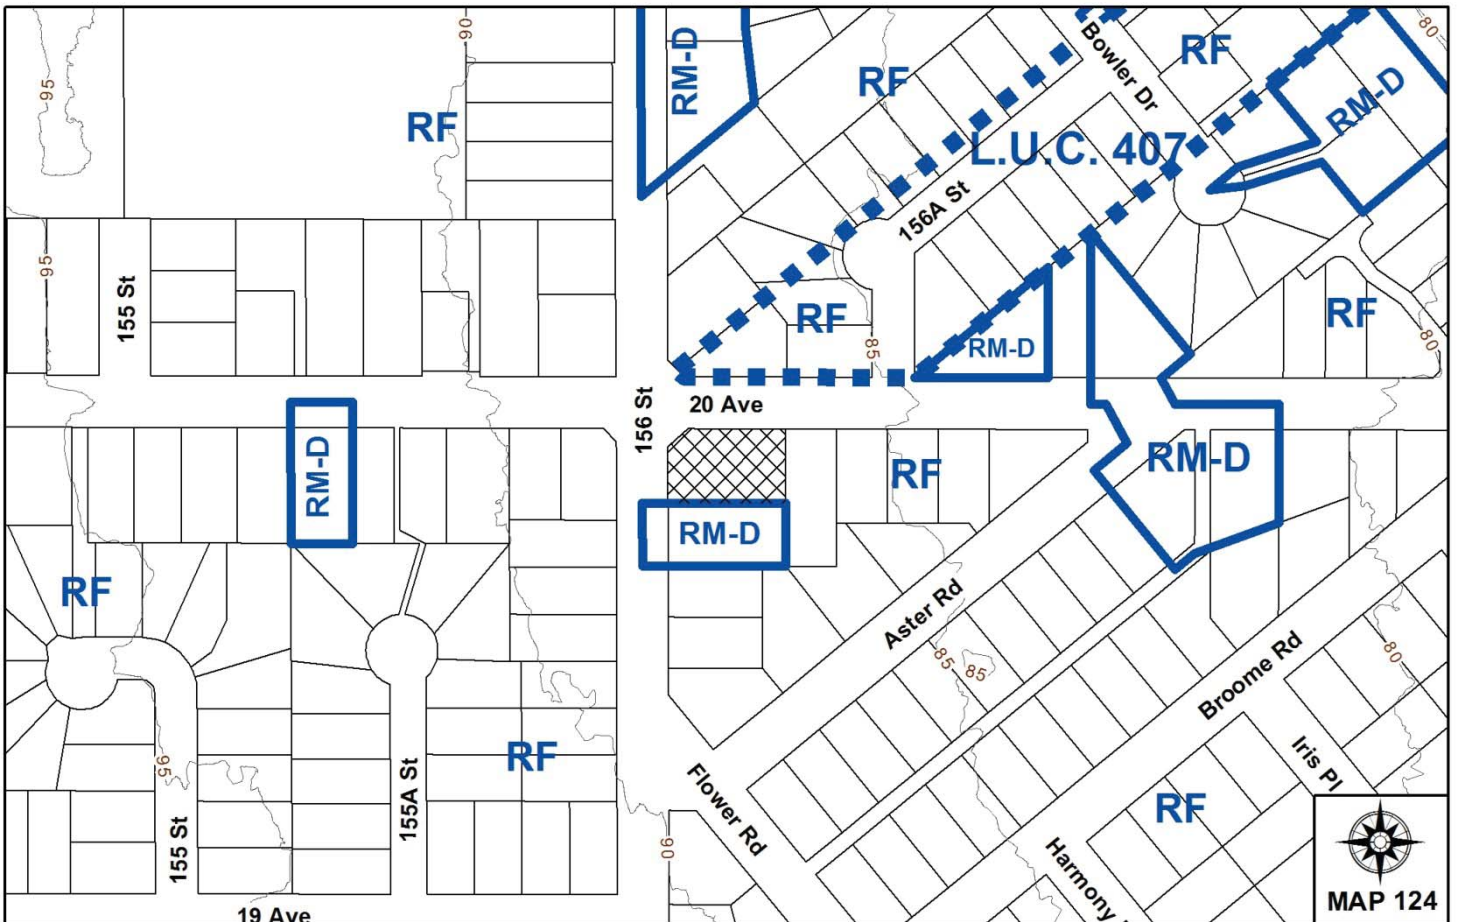 90
80
Bowler Dr
RM-D
RF
RF
RM-D
95
RF
L.U.C. 407
156A St
95
155 St
RF
RF
85
RM-D
80
156 St
20 Ave
RM-D
RF
RM-D
RM-D
RF
Aster Rd
85
85
Broome Rd
80
95
RF
155A St
Flower Rd
Iris Pl
RF
155 St
90
Harmony
MAP 124
19 Ave